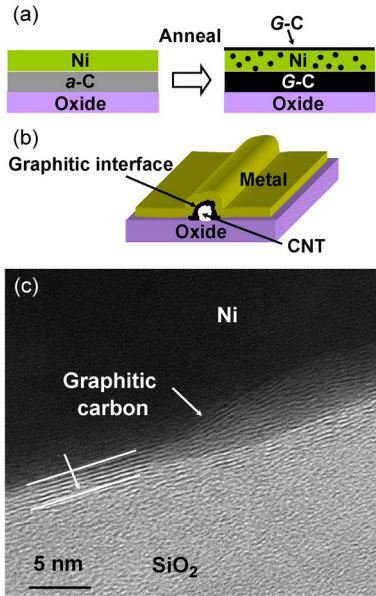 (a)
G-C
Anneal
Ni
Ni
a-C
G-C
Oxide
Oxide
(b)
Graphitic interface
Metal
Oxide
CNT
(c)
Ni
Graphitic
carbon
5 nm
SiO₂